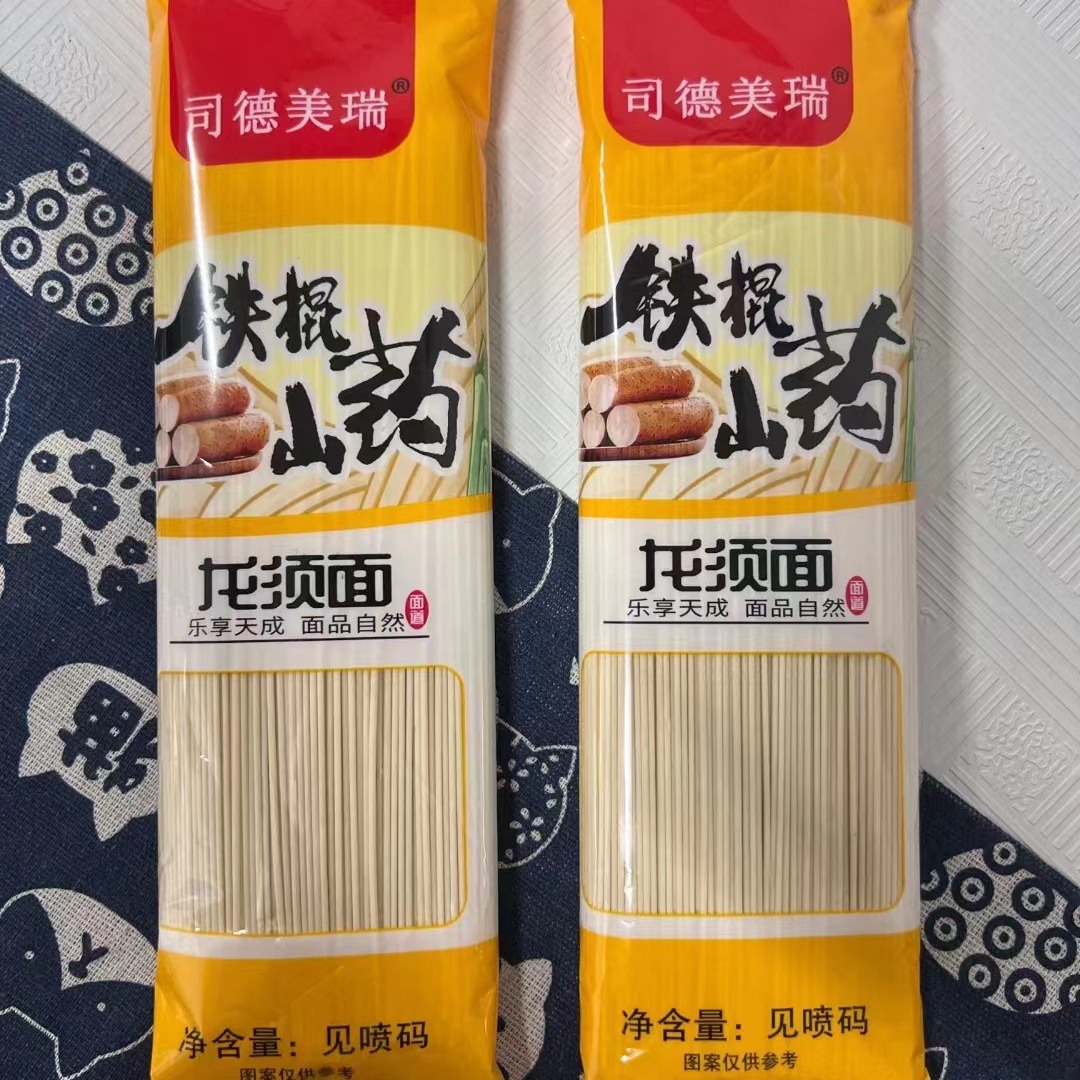 司德美瑞®
铁棍
山药
龙须面
乐享天成 面品自然
面道
净含量：见喷码
图案仅供参考
司德美瑞®
铁棍
山药
龙须面
乐享天成 面品自然
面道
净含量：见喷码
图案仅供参考